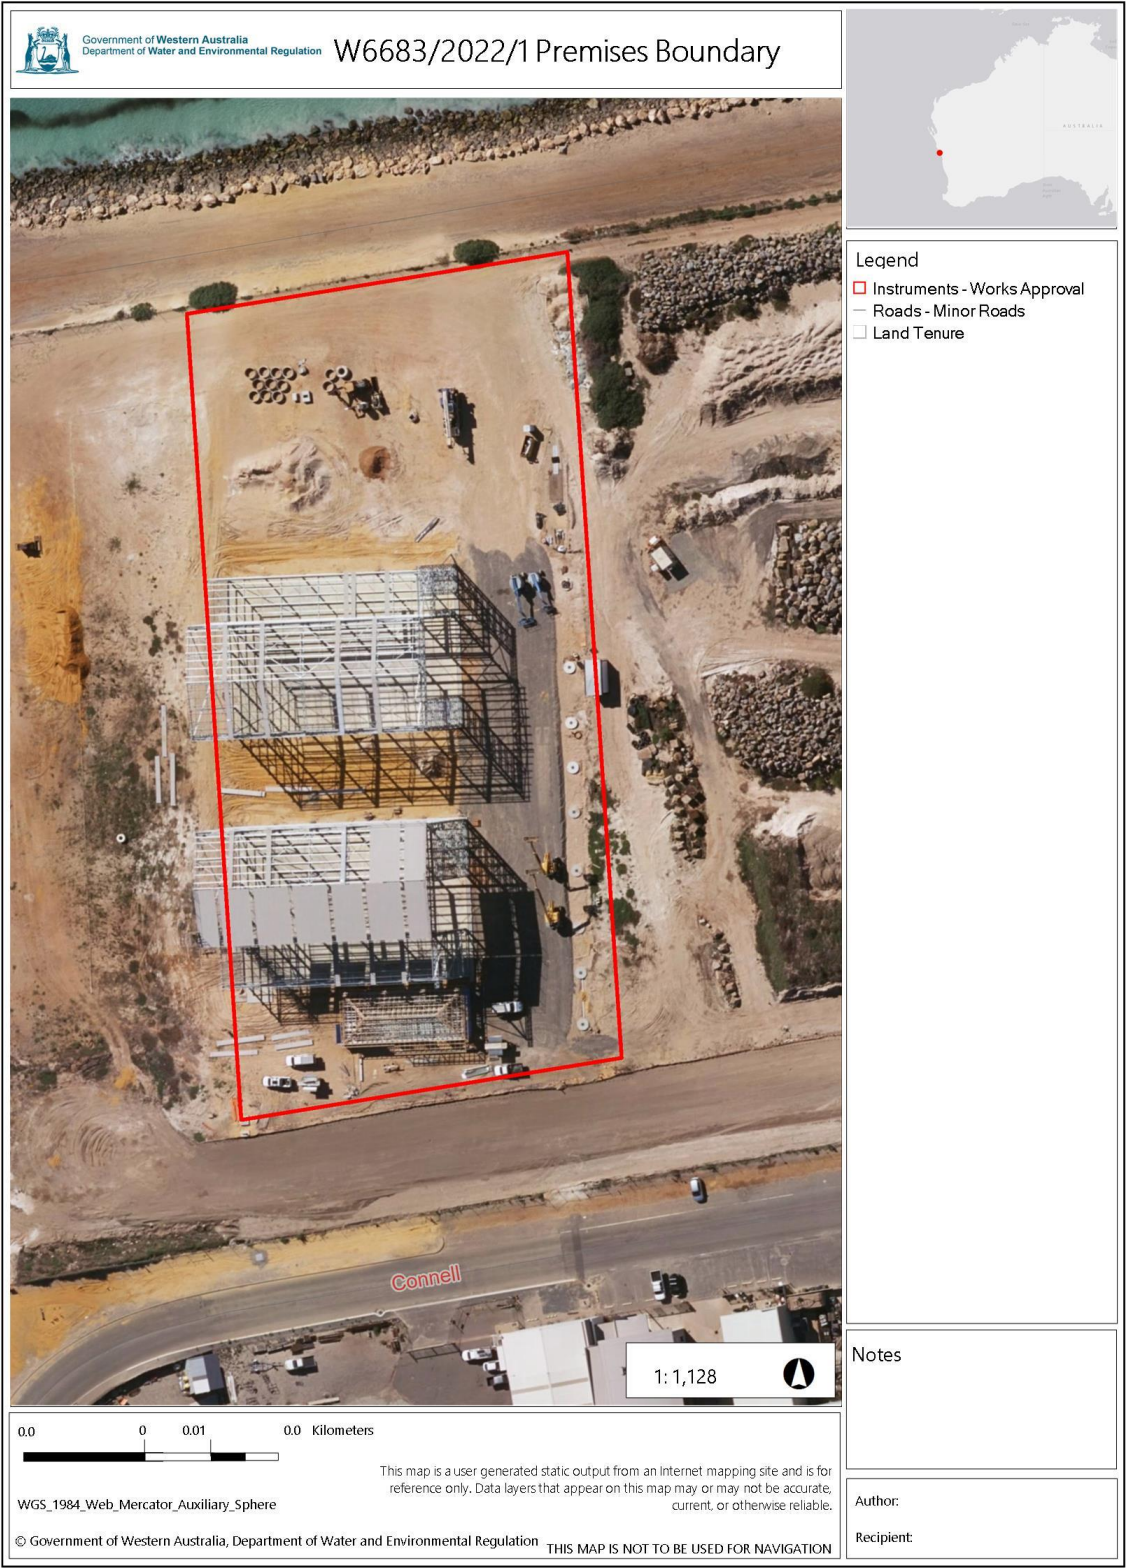 Government of Western Australia
Department of Water and Environmental Regulation
W6683/2022/1 Premises Boundary
AUSTRALIA
Legend
Instruments - Works Approval
Roads - Minor Roads
Land Tenure
Connell
1: 1,128
Notes
0.0 0 0.01 0.0 Kilometers
This map is a user generated static output from an Internet mapping site and is for
reference only. Data layers that appear on this map may or may not be accurate,
current, or otherwise reliable.
WGS_1984_Web_Mercator_Auxiliary_Sphere
© Government of Western Australia, Department of Water and Environmental Regulation
THIS MAP IS NOT TO BE USED FOR NAVIGATION
Author:
Recipient: